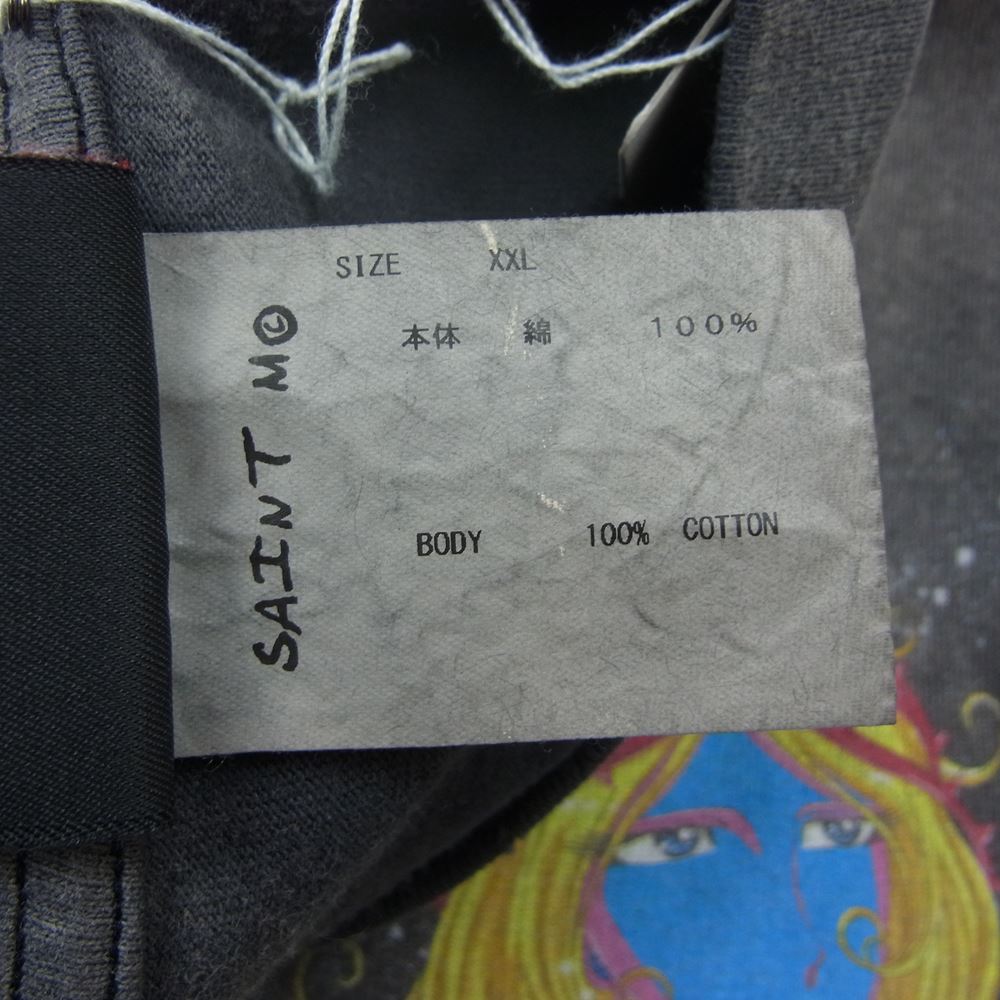 SIZE XXL
本体 綿 １００％
BODY 100% COTTON
SAINT M©